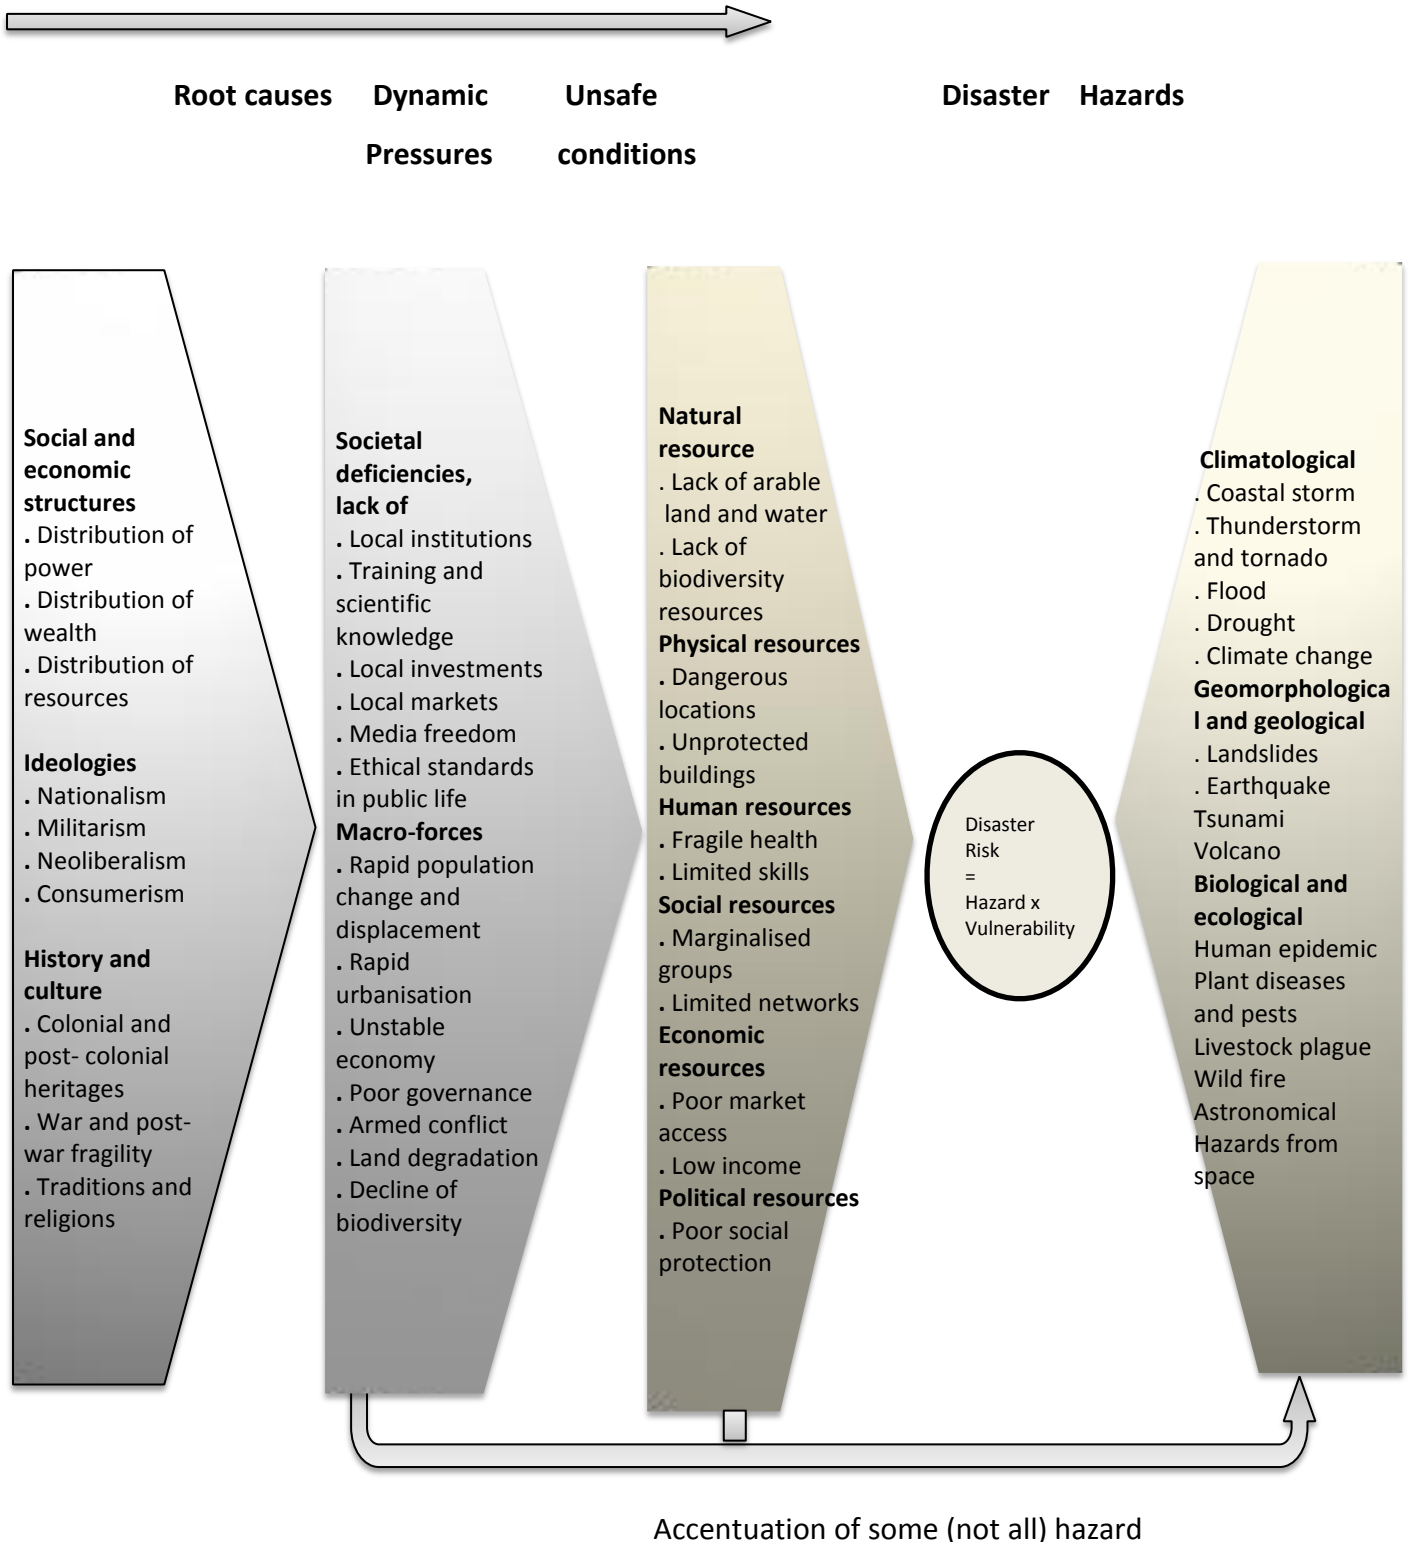 Root causes Dynamic Unsafe Disaster Hazards
Pressures conditions
Social and
economic
structures
. Distribution of
power
. Distribution of
wealth
. Distribution of
resources
Ideologies
. Nationalism
. Militarism
. Neoliberalism
. Consumerism
History and
culture
. Colonial and
post- colonial
heritages
. War and post-
war fragility
. Traditions and
religions
Societal
deficiencies,
lack of
. Local institutions
. Training and
scientific
knowledge
. Local investments
. Local markets
. Media freedom
. Ethical standards
in public life
Macro-forces
. Rapid population
change and
displacement
. Rapid
urbanisation
. Unstable
economy
. Poor governance
. Armed conflict
. Land degradation
. Decline of
biodiversity
Natural
resource
. Lack of arable
land and water
. Lack of
biodiversity
resources
Physical resources
. Dangerous
locations
. Unprotected
buildings
Human resources
. Fragile health
. Limited skills
Social resources
. Marginalised
groups
. Limited networks
Economic
resources
. Poor market
access
. Low income
Political resources
. Poor social
protection
Disaster
Risk
=
Hazard x
Vulnerability
Climatological
. Coastal storm
. Thunderstorm
and tornado
. Flood
. Drought
. Climate change
Geomorphologica
l and geological
. Landslides
. Earthquake
Tsunami
Volcano
Biological and
ecological
Human epidemic
Plant diseases
and pests
Livestock plague
Wild fire
Astronomical
Hazards from
space
Accentuation of some (not all) hazard